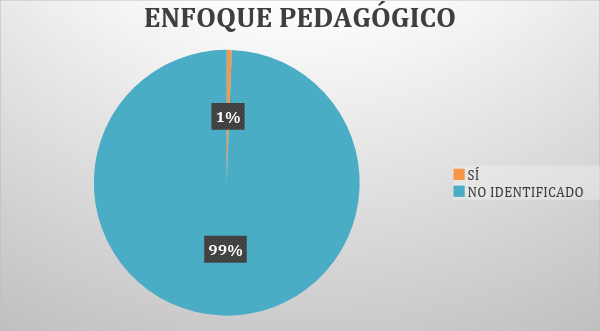 ENFOQUE PEDAGÓGICO
1%
SÍ
NO IDENTIFICADO
99%